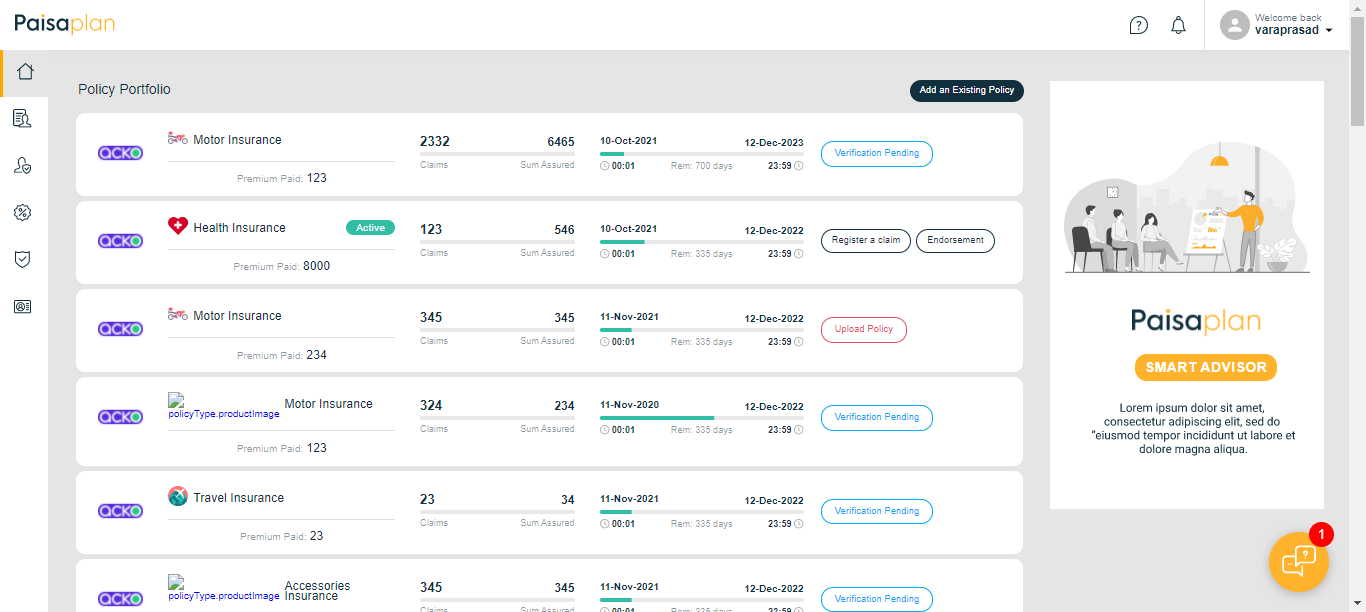 Paisaplan
?
Welcome back
varaprasad
Policy Portfolio
Add an Existing Policy
ACKO
Motor Insurance
Premium Paid: 123
2332 6465
Claims Sum Assured
10-Oct-2021 12-Dec-2023
00:01 Rem: 700 days 23:59
Verification Pending
ACKO
Health Insurance
Active
Premium Paid: 8000
123 546
Claims Sum Assured
10-Oct-2021 12-Dec-2022
00:01 Rem: 335 days 23:59
Register a claim
Endorsement
ACKO
Motor Insurance
Premium Paid: 234
345 345
Claims Sum Assured
11-Nov-2021 12-Dec-2022
00:01 Rem: 335 days 23:59
Upload Policy
ACKO
policyType.productImage
Motor Insurance
Premium Paid: 123
324 234
Claims Sum Assured
11-Nov-2020 12-Dec-2022
00:01 Rem: 335 days 23:59
Verification Pending
ACKO
Travel Insurance
Premium Paid: 23
23 34
Claims Sum Assured
11-Nov-2021 12-Dec-2022
00:01 Rem: 335 days 23:59
Verification Pending
ACKO
policyType.productImage
Accessories
Insurance
345 345
Claims Sum Assured
11-Nov-2021 12-Dec-2022
00:01 Rem: 335 days 23:59
Verification Pending
Paisaplan
SMART ADVISOR
Lorem ipsum dolor sit amet,
consectetur adipiscing elit, sed do
"eiusmod tempor incididunt ut labore et
dolore magna aliqua.
1